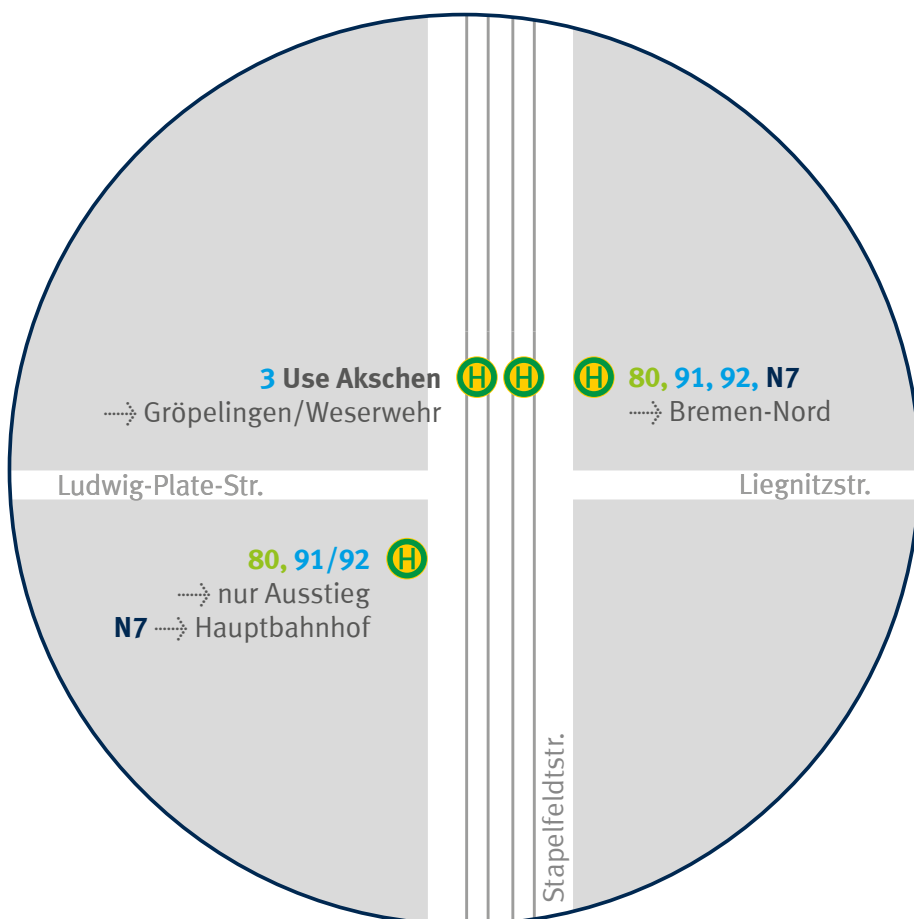 3 Use Akschen
Gröpelingen/Weserwehr
H
H
H
80, 91, 92, N7
Bremen-Nord
Ludwig-Plate-Str.
Liegnitzstr.
80, 91/92
H
nur Ausstieg
N7 Hauptbahnhof
Stapelfeldtstr.